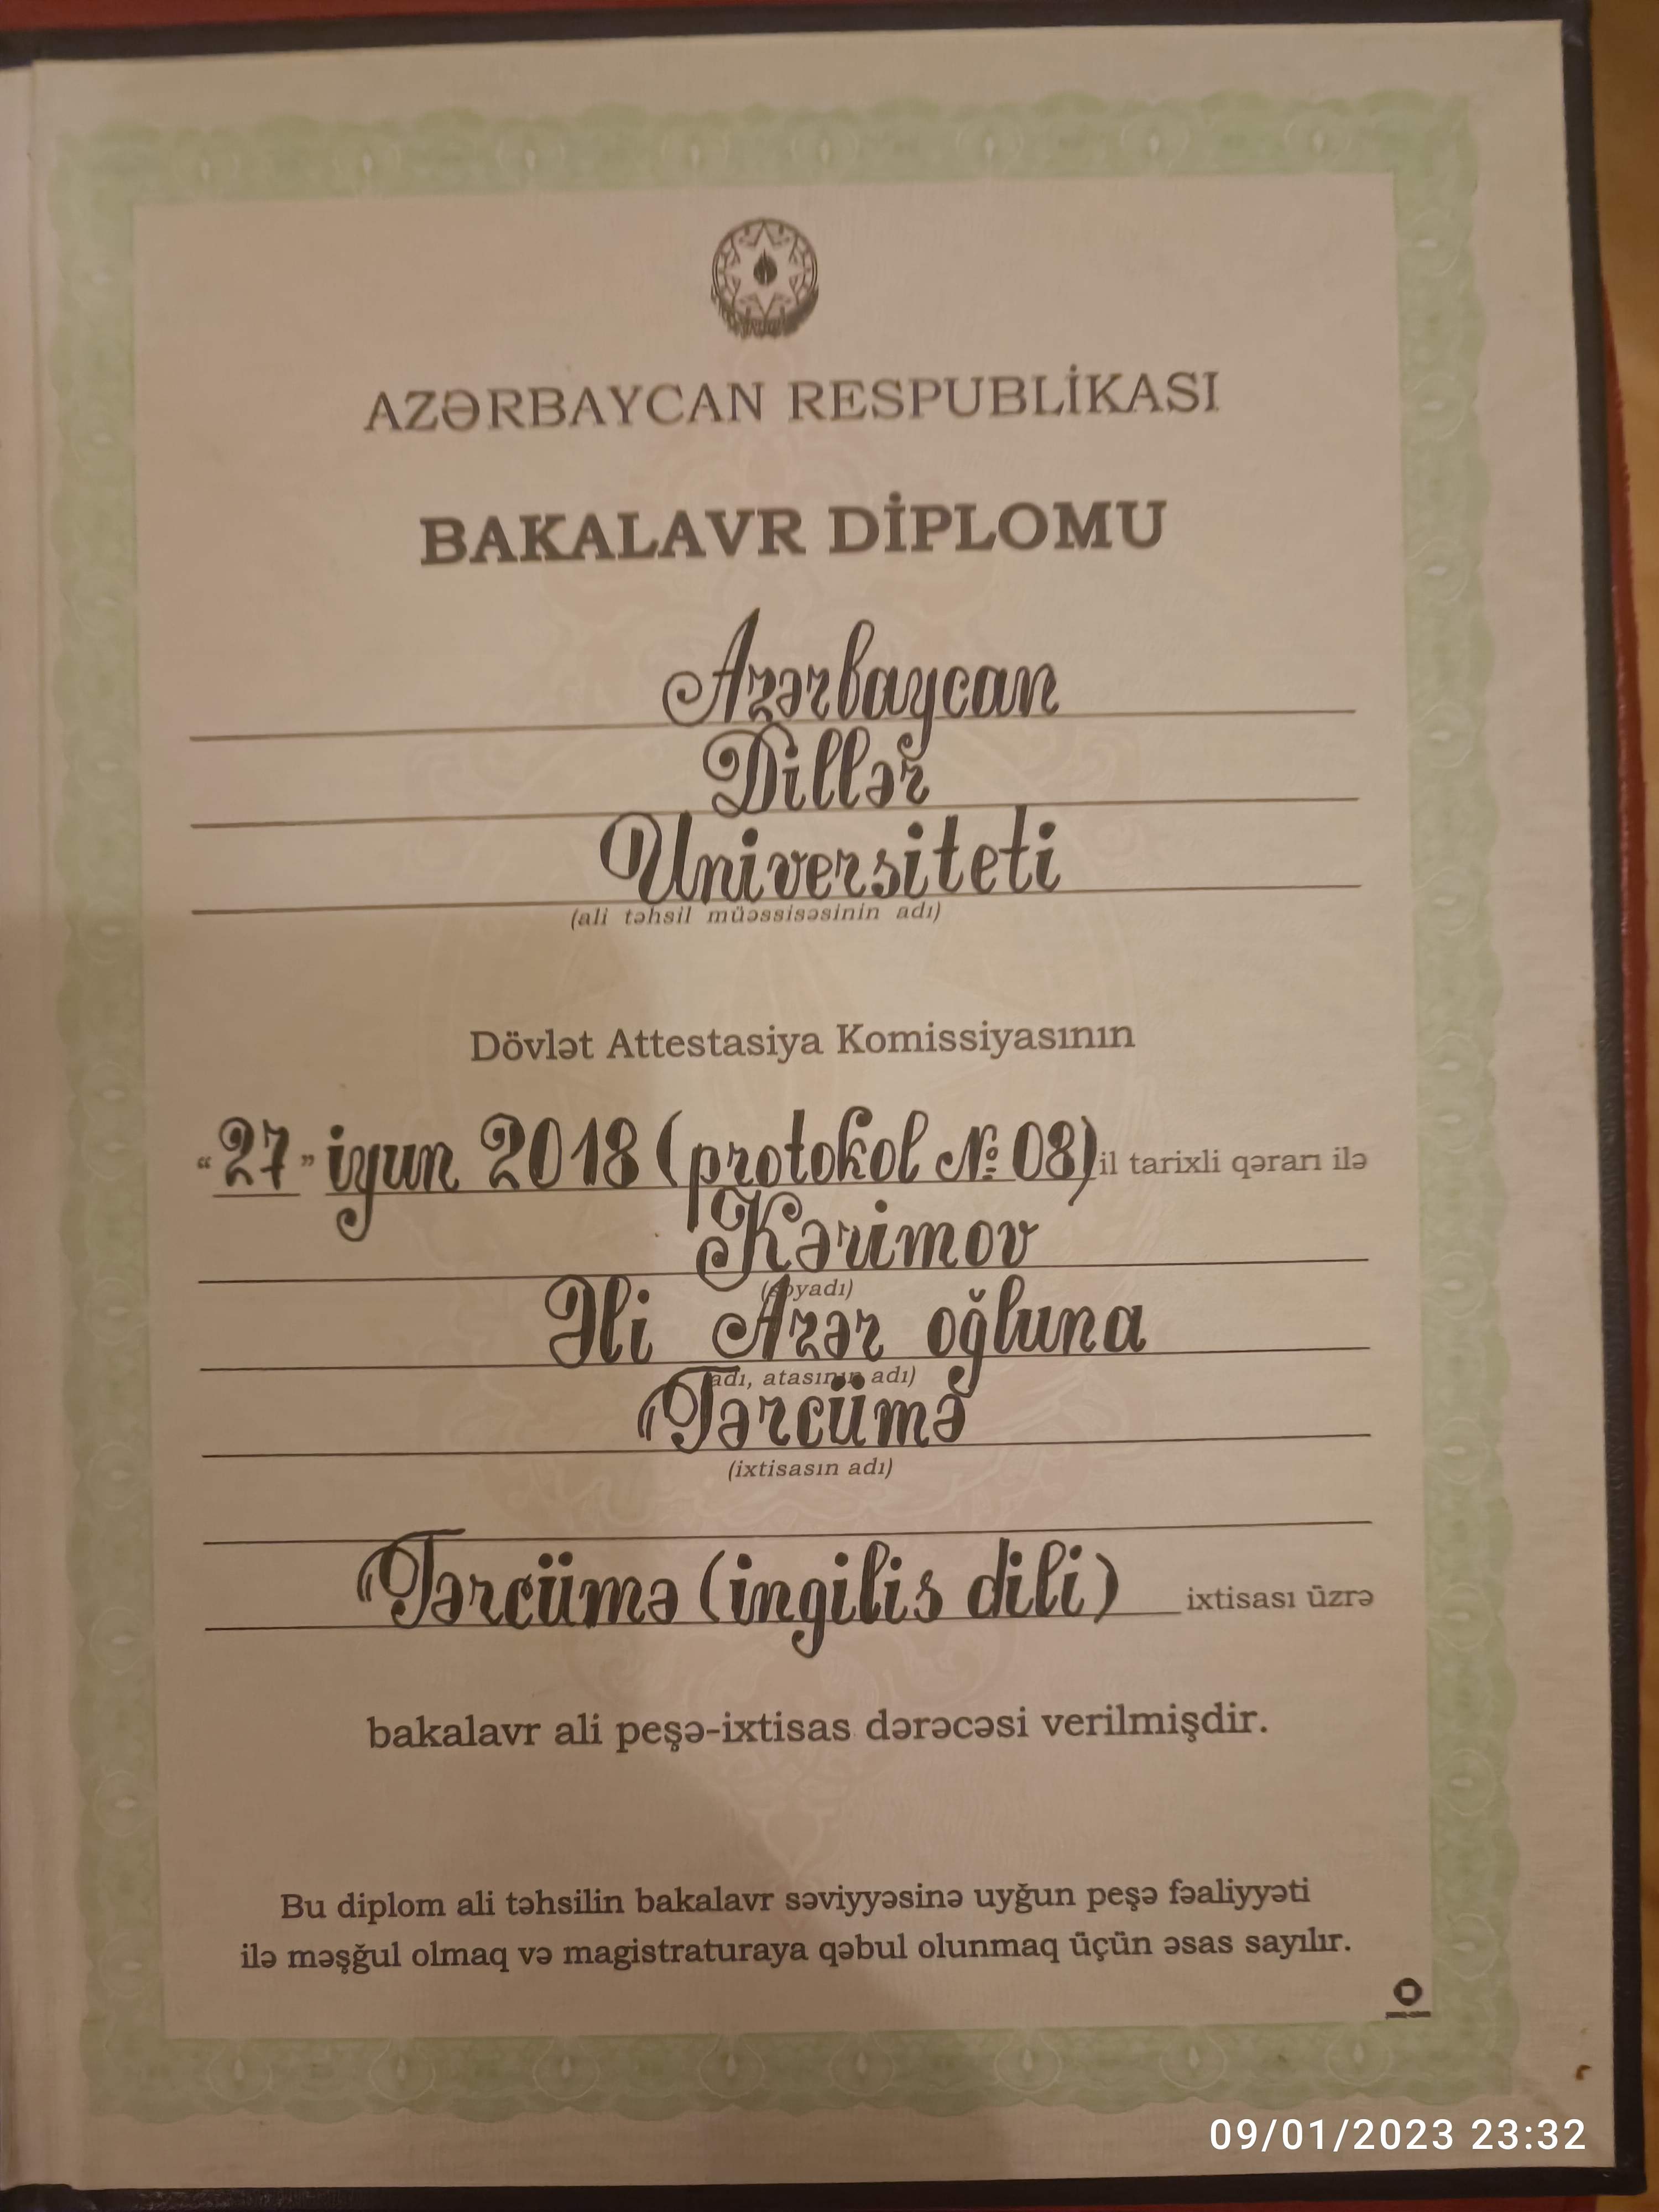 AZƏRBAYCAN RESPUBLİKASI
BAKALAVR DİPLOMU
Azərbaycan
Dillər
Universiteti
(ali təhsil müəssisəsinin adı)
Dövlət Attestasiya Komissiyasının
“27” iyun 2018 (protokol № 08) il tarixli qərarı ilə
Kərimov
(soyadı)
Əli Azər oğluna
(adı, atasının adı)
Tərcümə
(ixtisasın adı)
Tərcümə (ingilis dili) ixtisası üzrə
bakalavr ali peşə-ixtisas dərəcəsi verilmişdir.
Bu diplom ali təhsilin bakalavr səviyyəsinə uyğun peşə fəaliyyəti
ilə məşğul olmaq və magistraturaya qəbul olunmaq üçün əsas sayılır.
09/01/2023 23:32